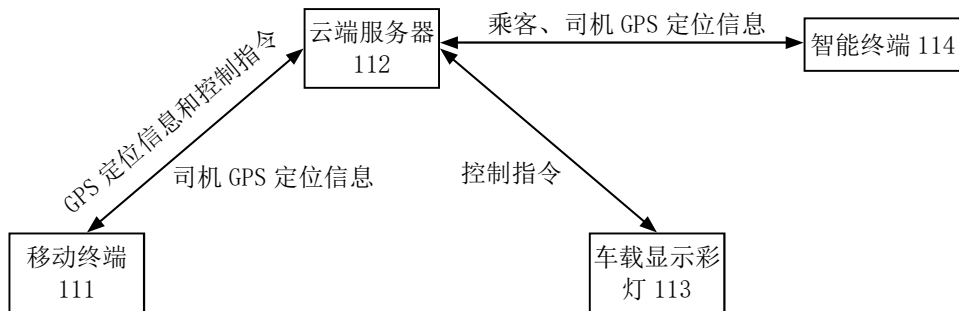 云端服务器
112
乘客、司机 GPS 定位信息
智能终端 114
GPS 定位信息和控制指令
司机 GPS 定位信息
控制指令
移动终端
111
车载显示彩
灯 113